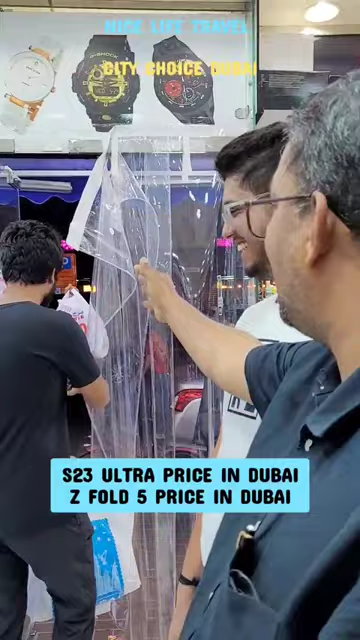 NICE LIFE TRAVEL
CITY CHOICE DUBAI
S23 ULTRA PRICE IN DUBAI
Z FOLD 5 PRICE IN DUBAI